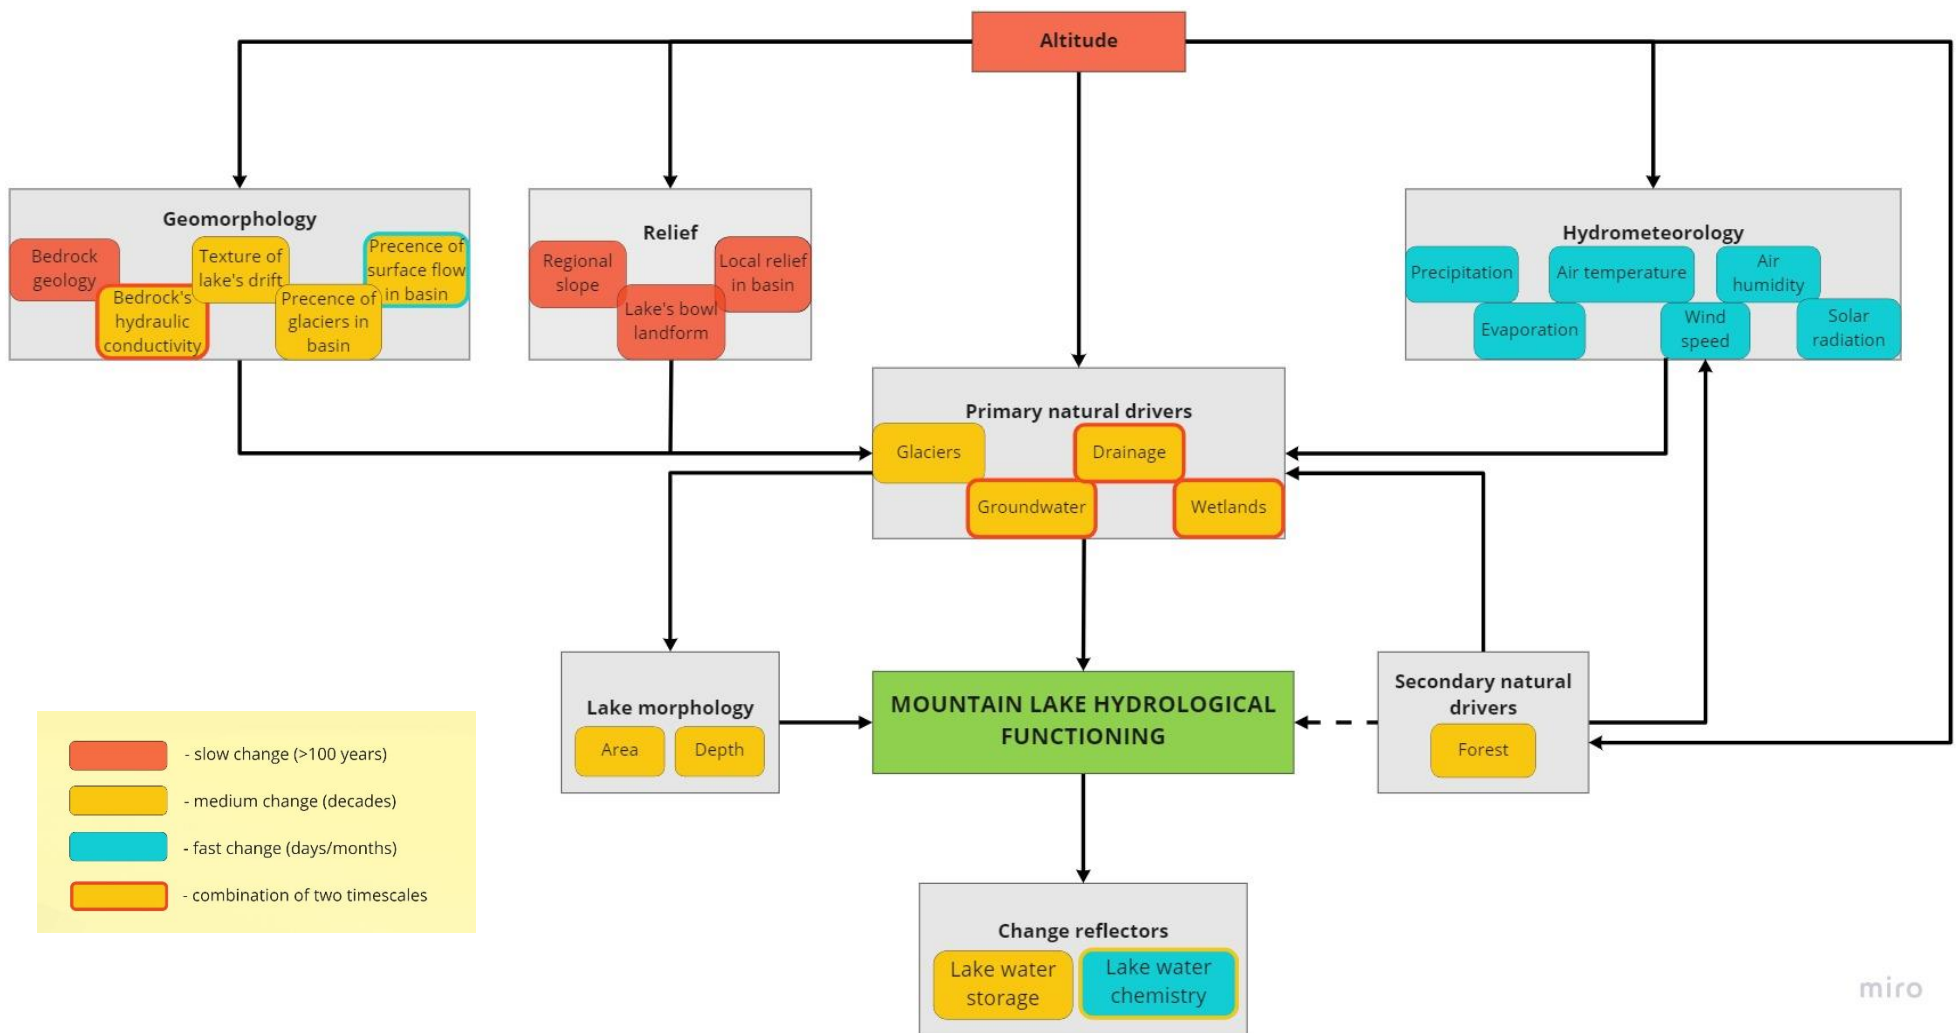 Altitude
Geomorphology
Bedrock
geology
Texture of
lake's drift
Precence of
surface flow
in basin
Bedrock's
hydraulic
conductivity
Precence of
glaciers in
basin
Relief
Regional
slope
Local relief
in basin
Lake's bowl
landform
Hydrometeorology
Precipitation
Air temperature
Air
humidity
Evaporation
Wind
speed
Solar
radiation
Primary natural drivers
Glaciers
Drainage
Groundwater
Wetlands
Lake morphology
Area
Depth
MOUNTAIN LAKE HYDROLOGICAL
FUNCTIONING
Secondary natural
drivers
Forest
- slow change (>100 years)
- medium change (decades)
- fast change (days/months)
- combination of two timescales
Change reflectors
Lake water
storage
Lake water
chemistry
miro